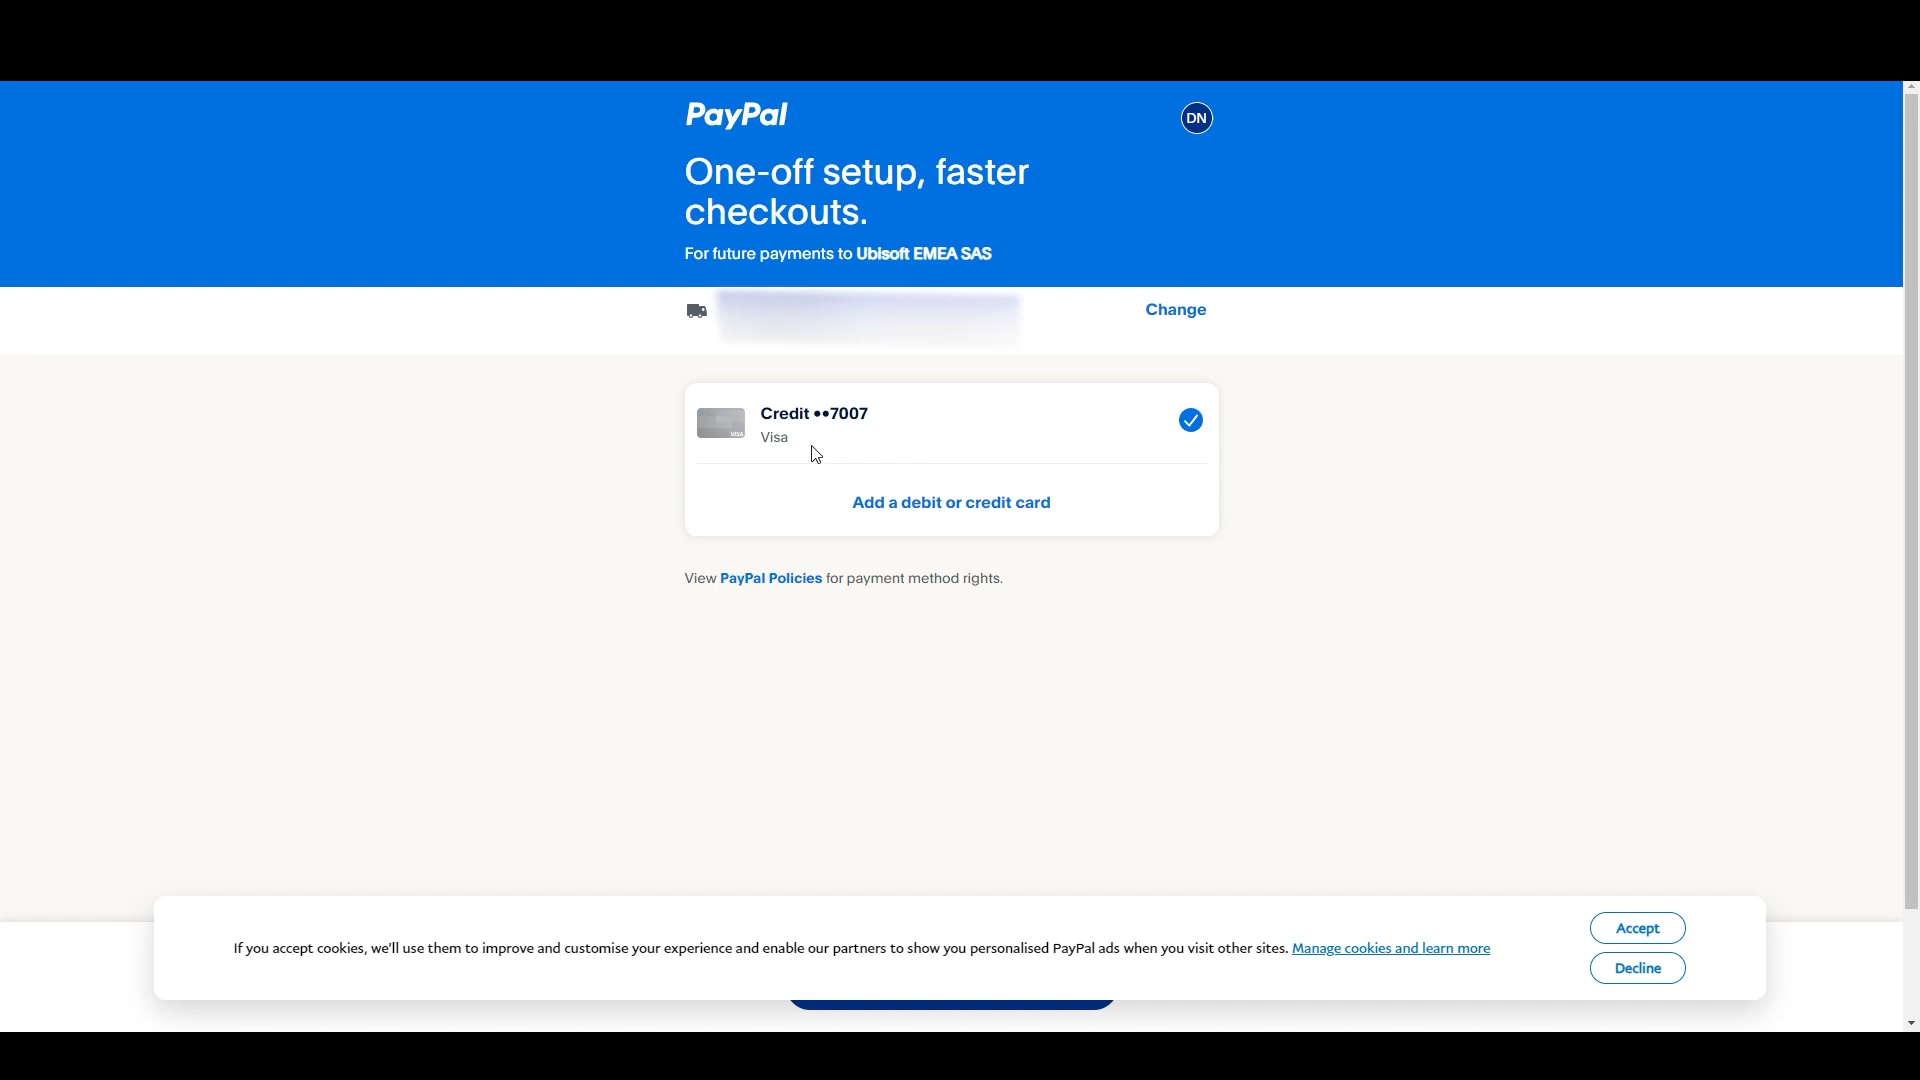 PayPal
DN
One-off setup, faster
checkouts.
For future payments to Ubisoft EMEA SAS
Change
Credit ••7007
VISA
Visa
Add a debit or credit card
View PayPal Policies for payment method rights.
If you accept cookies, we'll use them to improve and customise your experience and enable our partners to show you personalised PayPal ads when you visit other sites. Manage cookies and learn more
Accept
Decline